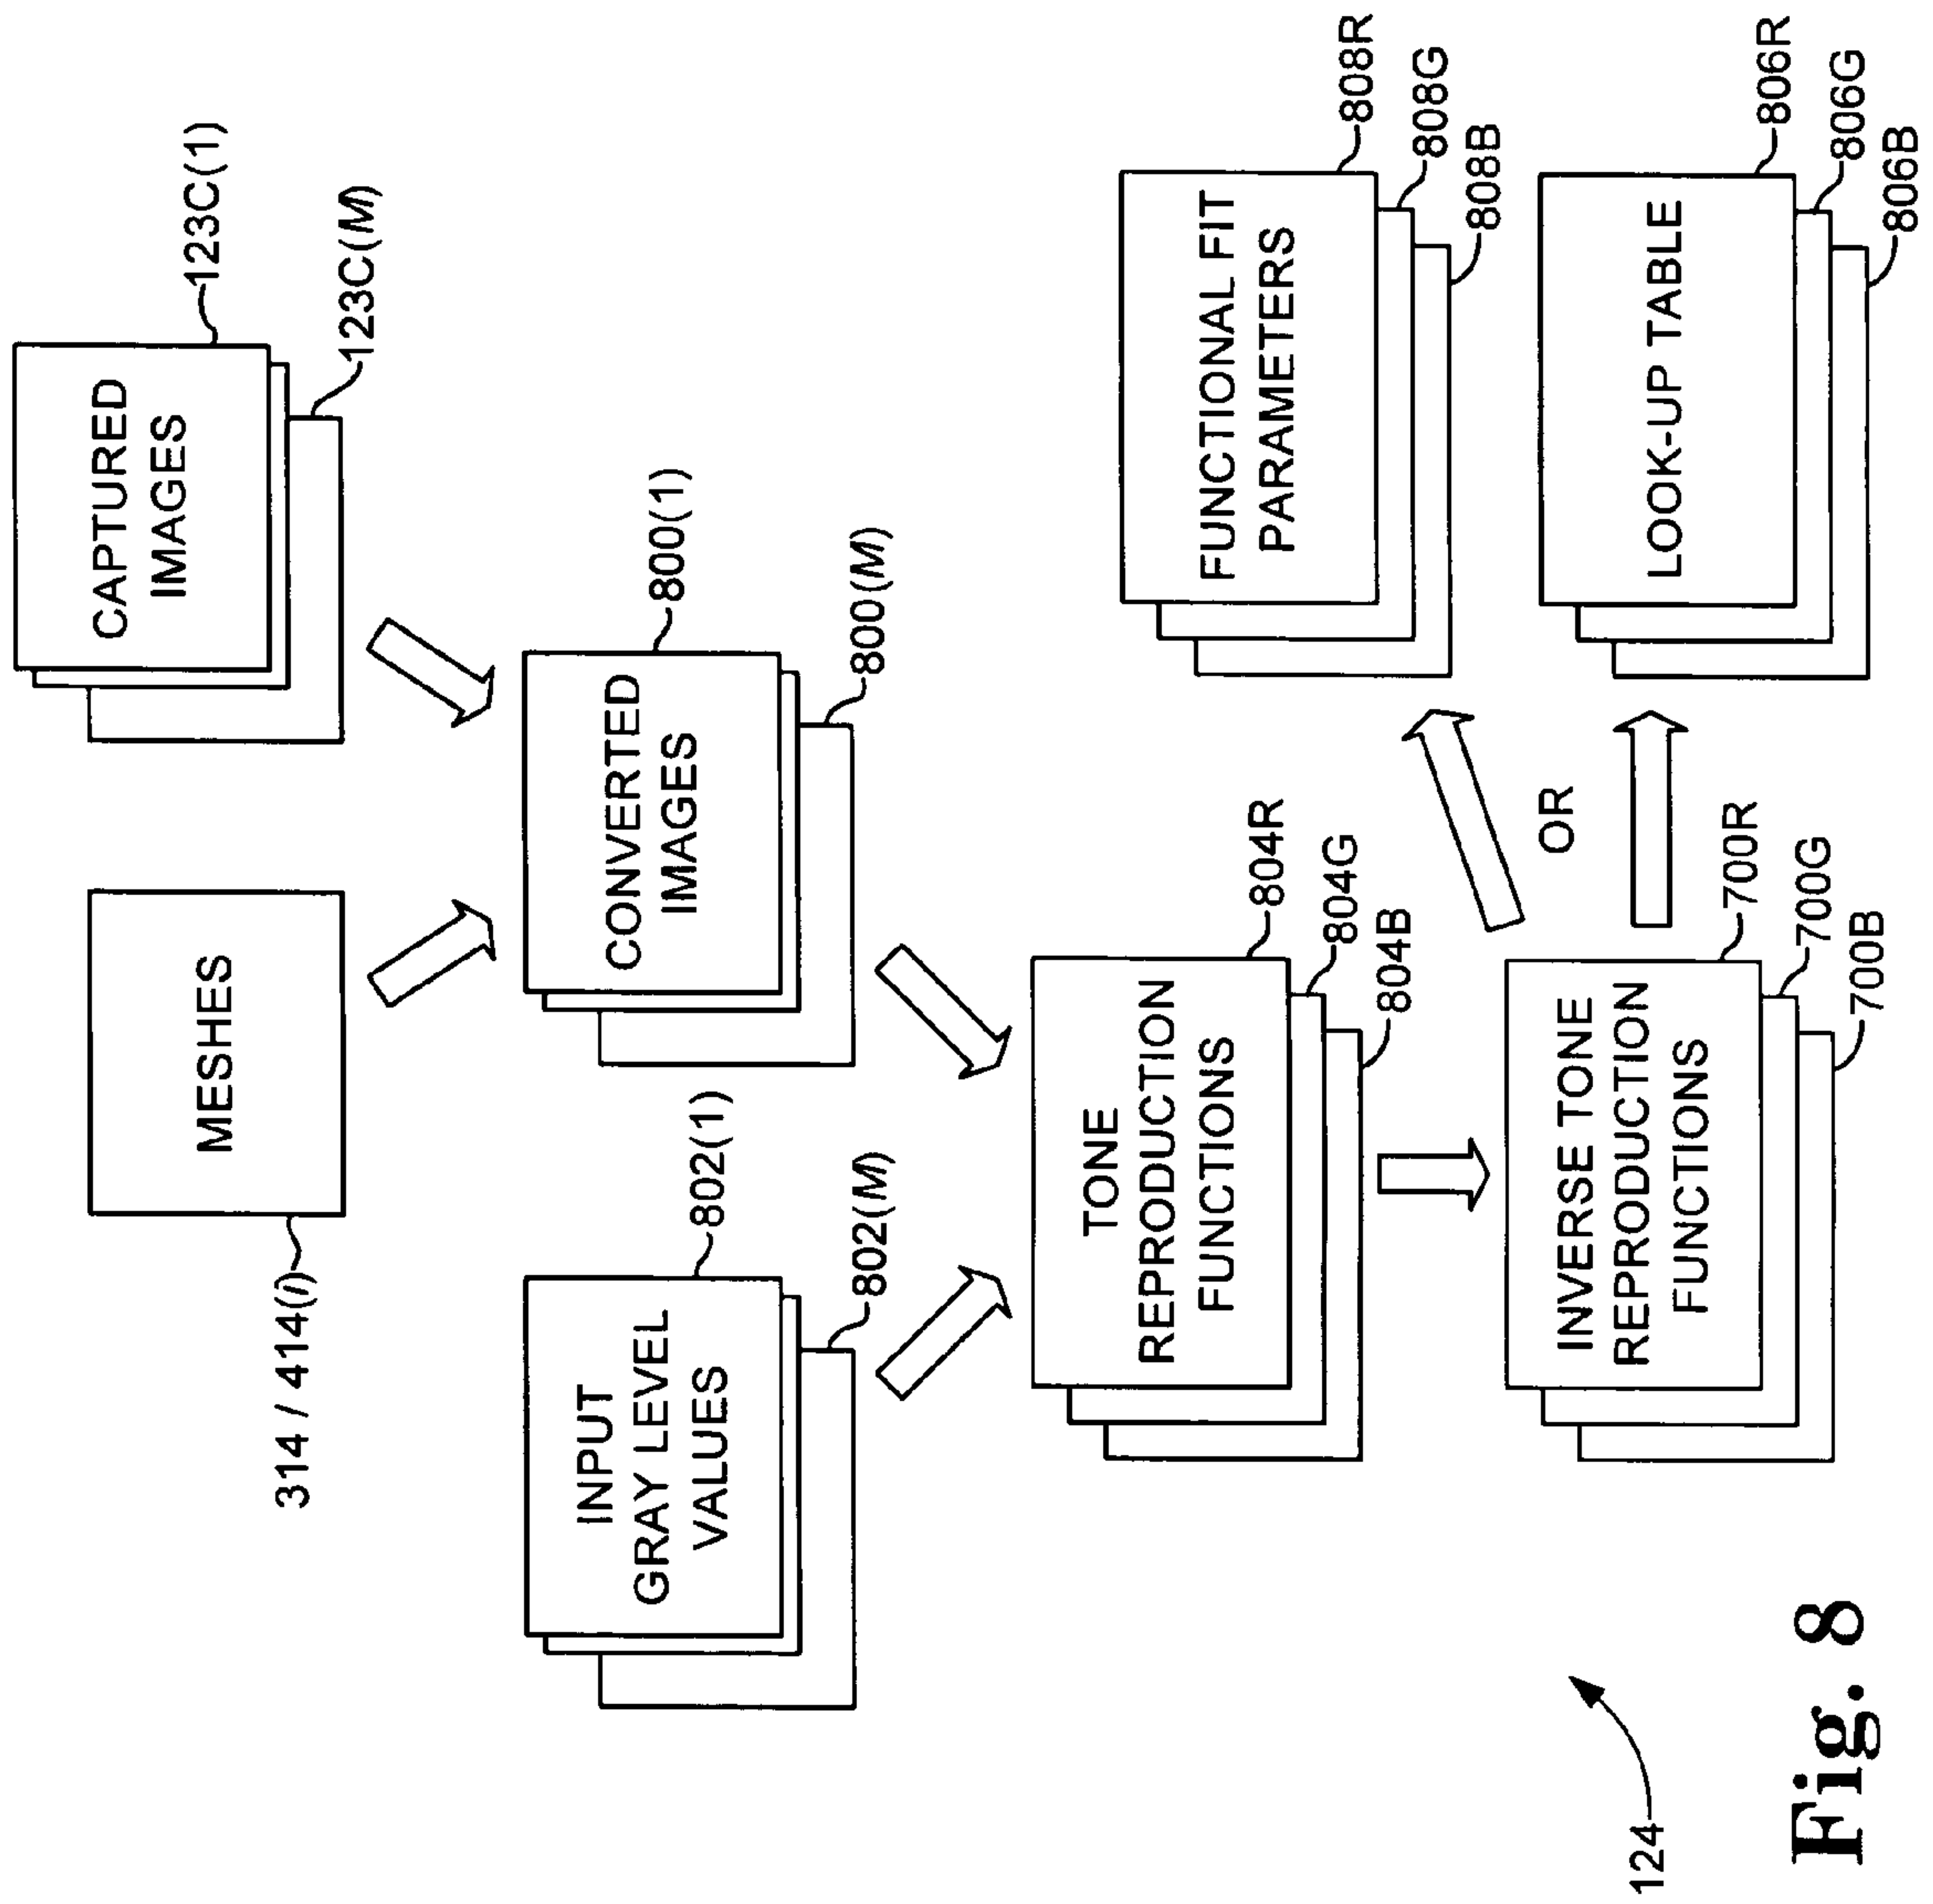 MESHES
314 / 414(i)
CAPTURED
IMAGES
123C(1)
123C(M)
INPUT
GRAY LEVEL
VALUES
802(1)
802(M)
CONVERTED
IMAGES
800(1)
800(M)
TONE
REPRODUCTION
FUNCTIONS
804R
804G
804B
FUNCTIONAL FIT
PARAMETERS
808R
808G
808B
INVERSE TONE
REPRODUCTION
FUNCTIONS
700R
700G
700B
OR
LOOK-UP TABLE
806R
806G
806B
124
Fig. 8